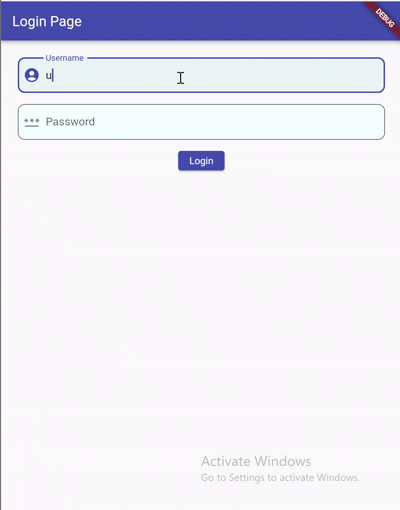 Login Page
DEBUG
Username
u
Password
Login
Activate Windows
Go to Settings to activate Windows.